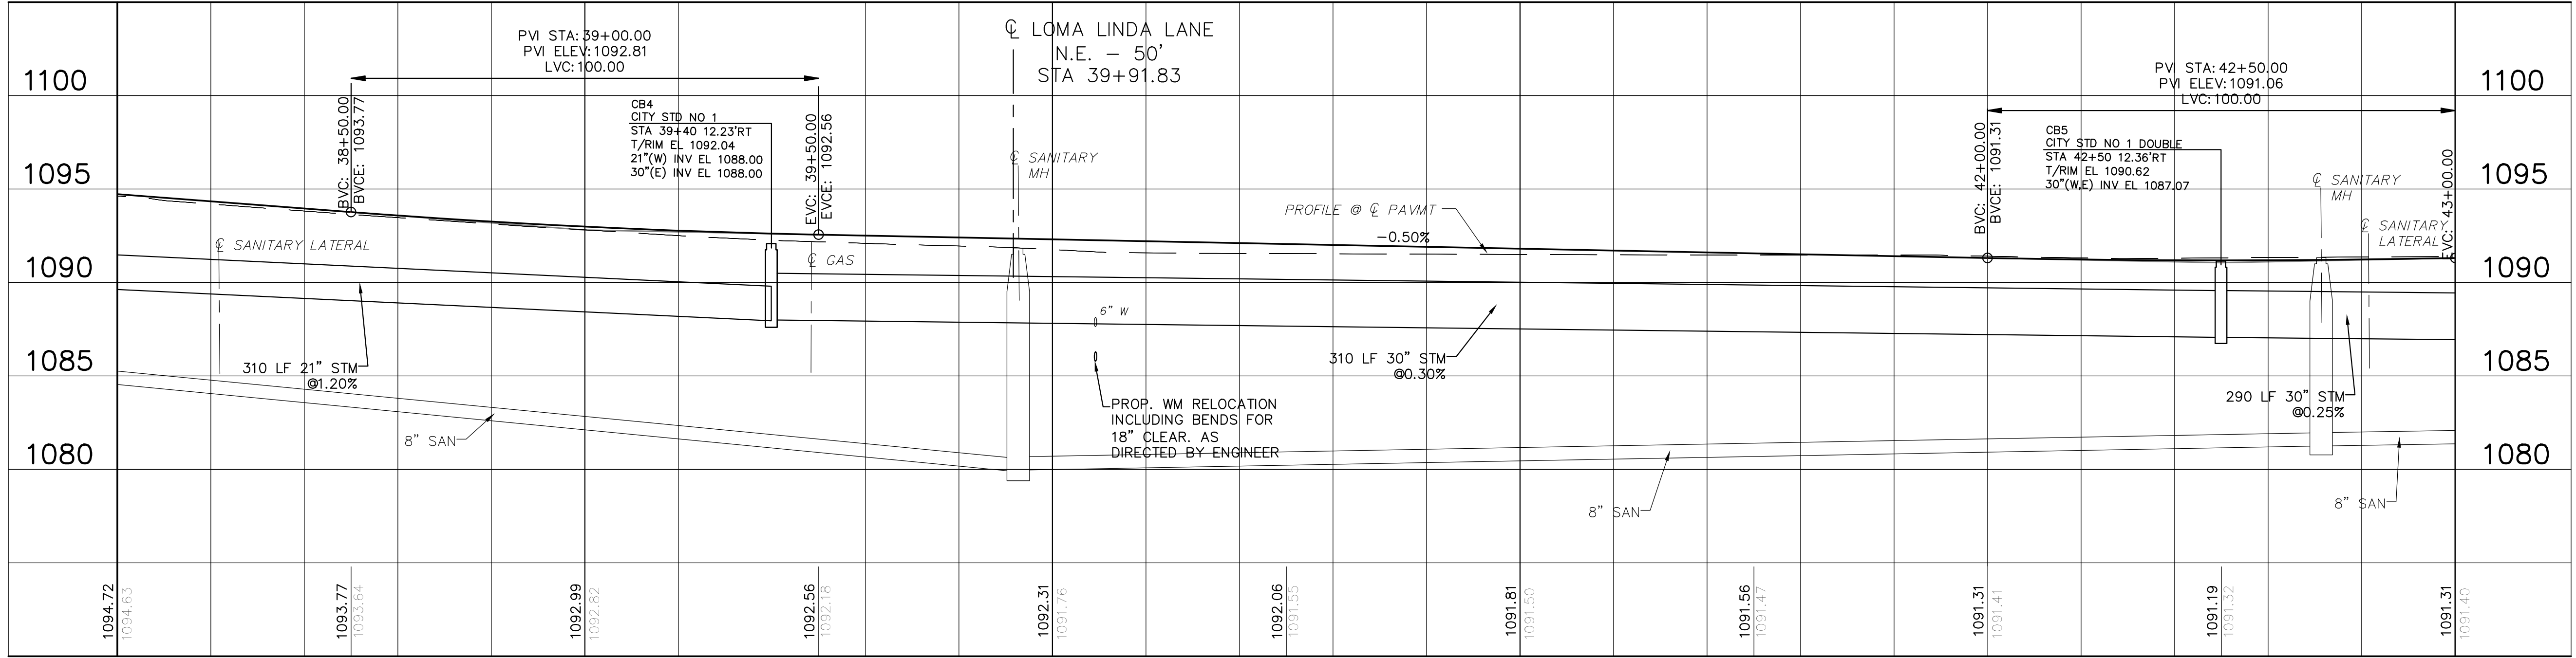 PVI STA: 39+00.00
PVI ELEV: 1092.81
LVC: 100.00
℄ LOMA LINDA LANE
N.E. - 50'
STA 39+91.83
PVI STA: 42+50.00
PVI ELEV: 1091.06
LVC: 100.00
1100
1100
BVC: 38+50.00
BVCE: 1093.77
CB4
CITY STD NO 1
STA 39+40 12.23'RT
T/RIM EL 1092.04
21"(W) INV EL 1088.00
30"(E) INV EL 1088.00
EVC: 39+50.00
EVCE: 1092.56
℄ SANITARY
MH
BVC: 42+00.00
BVCE: 1091.31
CB5
CITY STD NO 1 DOUBLE
STA 42+50 12.36'RT
T/RIM EL 1090.62
30"(W,E) INV EL 1087.07
℄ SANITARY
MH
℄ SANITARY
LATERAL
EVC: 43+00.00
1095
1095
℄ SANITARY LATERAL
℄ GAS
PROFILE @ ℄ PAVMT
-0.50%
1090
1090
6" W
310 LF 21" STM
@1.20%
310 LF 30" STM
@0.30%
290 LF 30" STM
@0.25%
1085
1085
PROP. WM RELOCATION
INCLUDING BENDS FOR
18" CLEAR. AS
DIRECTED BY ENGINEER
8" SAN
8" SAN
8" SAN
1080
1080
1094.72
1094.63
1093.77
1093.64
1092.99
1092.82
1092.56
1092.18
1092.31
1091.76
1092.06
1091.55
1091.81
1091.50
1091.56
1091.47
1091.31
1091.41
1091.19
1091.32
1091.31
1091.40